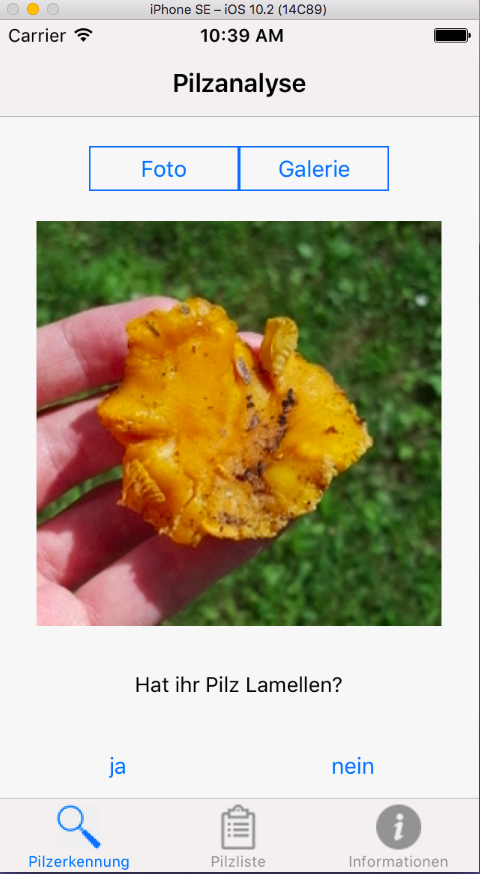 iPhone SE – iOS 10.2 (14C89)
Carrier 10:39 AM
Pilzanalyse
Foto Galerie
Hat ihr Pilz Lamellen?
ja nein
Pilzerkennung Pilzliste Informationen